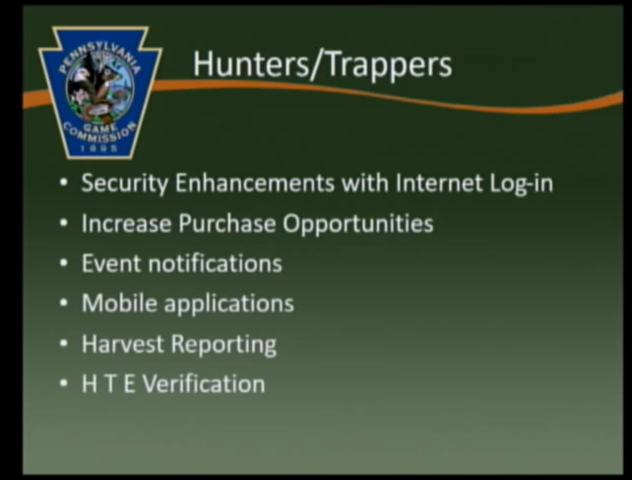 PENNSYLVANIA
GAME
COMMISSION
1895
Hunters/Trappers
• Security Enhancements with Internet Log-in
• Increase Purchase Opportunities
• Event notifications
• Mobile applications
• Harvest Reporting
• H T E Verification